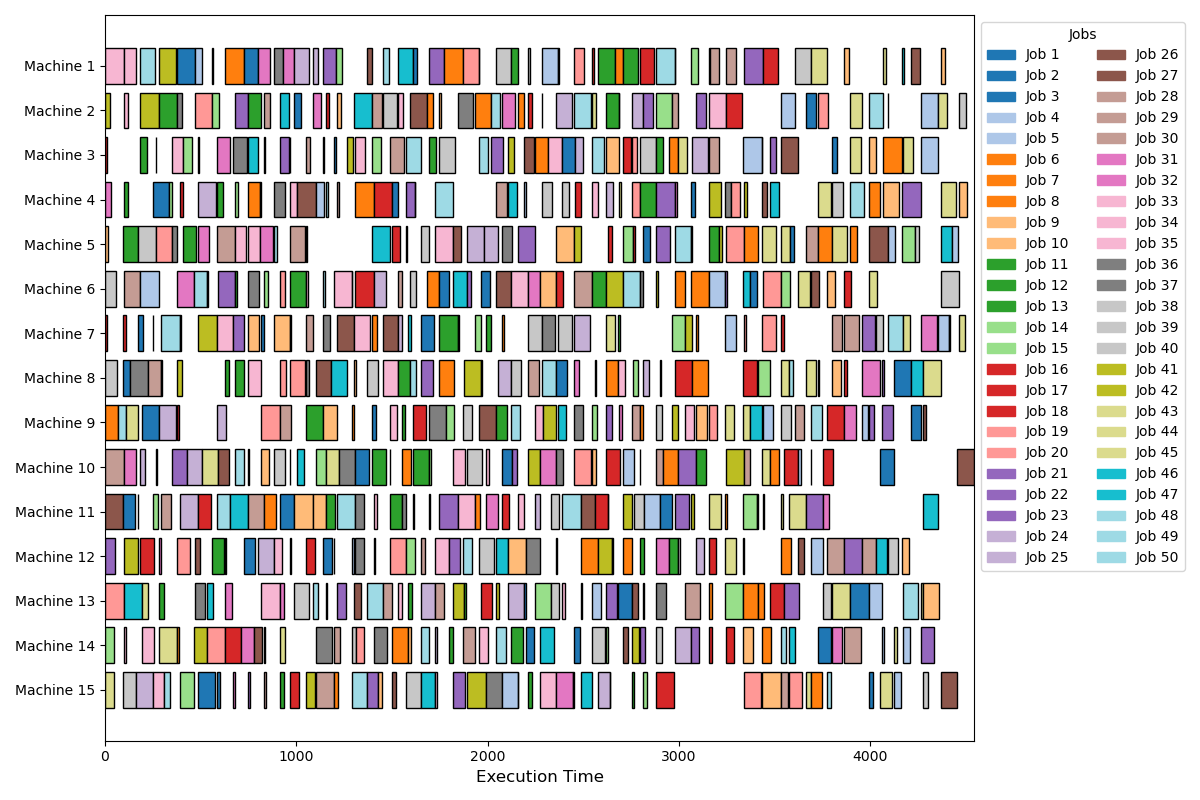 Machine 1
Machine 2
Machine 3
Machine 4
Machine 5
Machine 6
Machine 7
Machine 8
Machine 9
Machine 10
Machine 11
Machine 12
Machine 13
Machine 14
Machine 15
0 1000 2000 3000 4000
Execution Time
Jobs
Job 1
Job 2
Job 3
Job 4
Job 5
Job 6
Job 7
Job 8
Job 9
Job 10
Job 11
Job 12
Job 13
Job 14
Job 15
Job 16
Job 17
Job 18
Job 19
Job 20
Job 21
Job 22
Job 23
Job 24
Job 25
Job 26
Job 27
Job 28
Job 29
Job 30
Job 31
Job 32
Job 33
Job 34
Job 35
Job 36
Job 37
Job 38
Job 39
Job 40
Job 41
Job 42
Job 43
Job 44
Job 45
Job 46
Job 47
Job 48
Job 49
Job 50